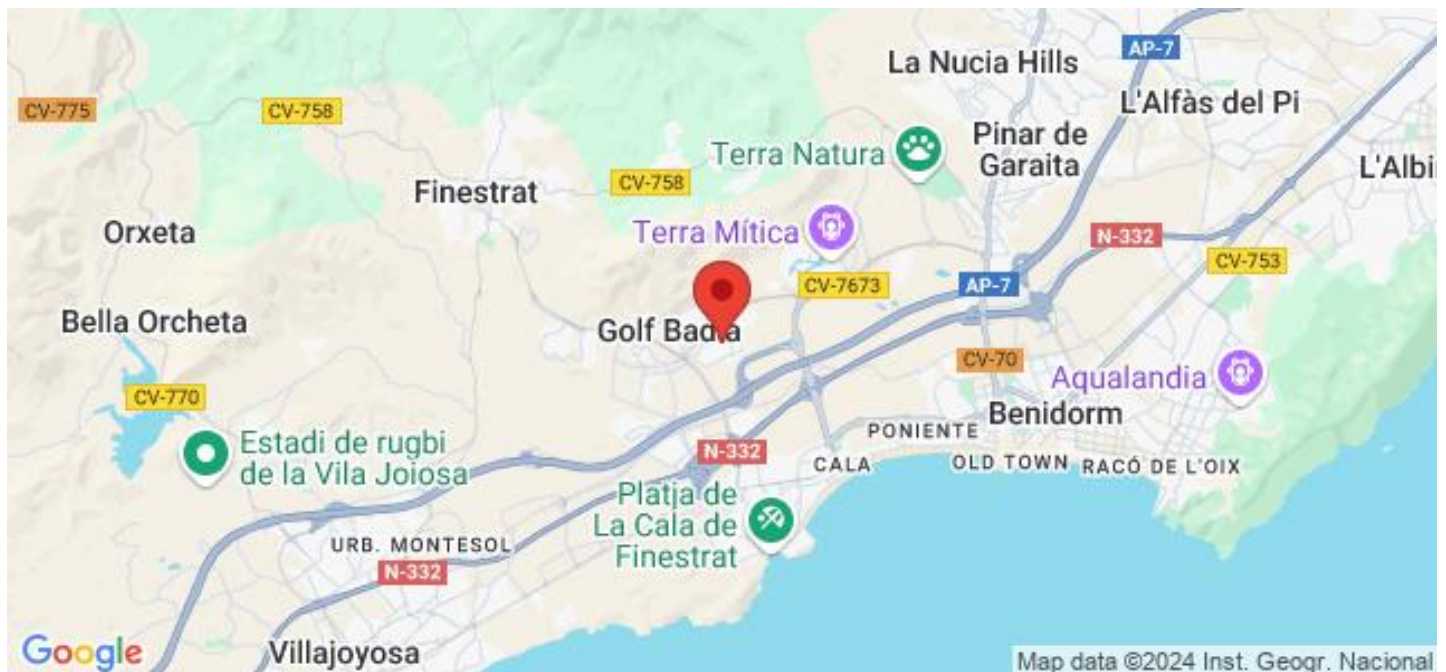 AP-7
La Nucia Hills
CV-775
CV-758
L'Alfàs del Pi
Terra Natura
Pinar de
Garaita
Finestrat
CV-758
L'Albi
Orxeta
Terra Mítica
N-332
CV-753
CV-7673
AP-7
Bella Orcheta
Golf Badia
CV-70
CV-770
Aqualandia
Benidorm
Estadi de rugbi
de la Vila Joiosa
PONIENTE
N-332
CALA
OLD TOWN
RACÓ DE L'OIX
Platja de
La Cala de
Finestrat
URB. MONTESOL
N-332
Google
Villajoyosa
Map data ©2024 Inst. Geogr. Nacional